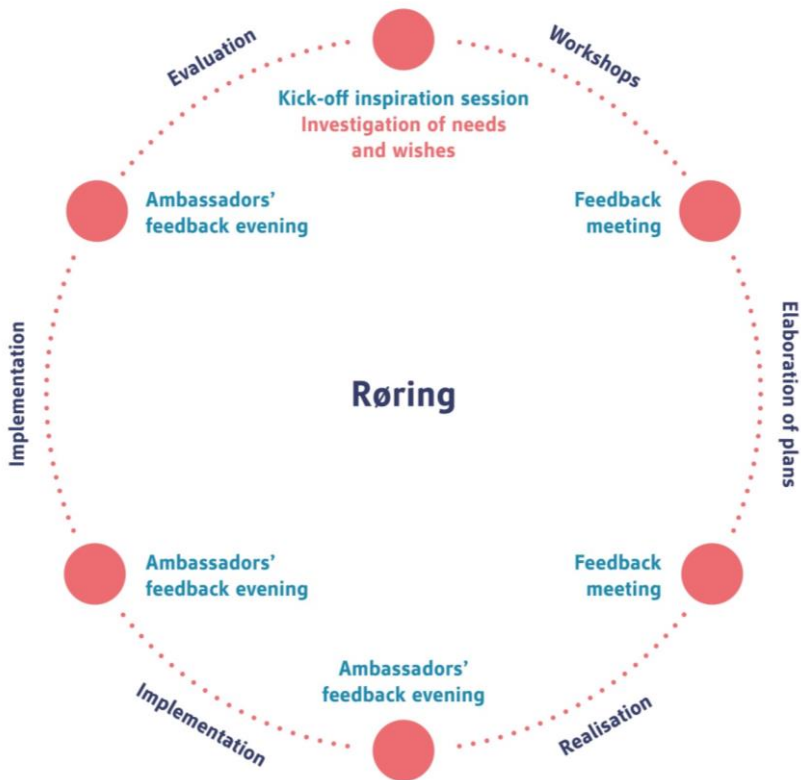 Evaluation
Workshops
Kick-off inspiration session
Investigation of needs
and wishes
Ambassadors'
feedback evening
Feedback
meeting
Implementation
Røring
Elaboration of plans
Ambassadors'
feedback evening
Feedback
meeting
Ambassadors'
feedback evening
Implementation
Realisation